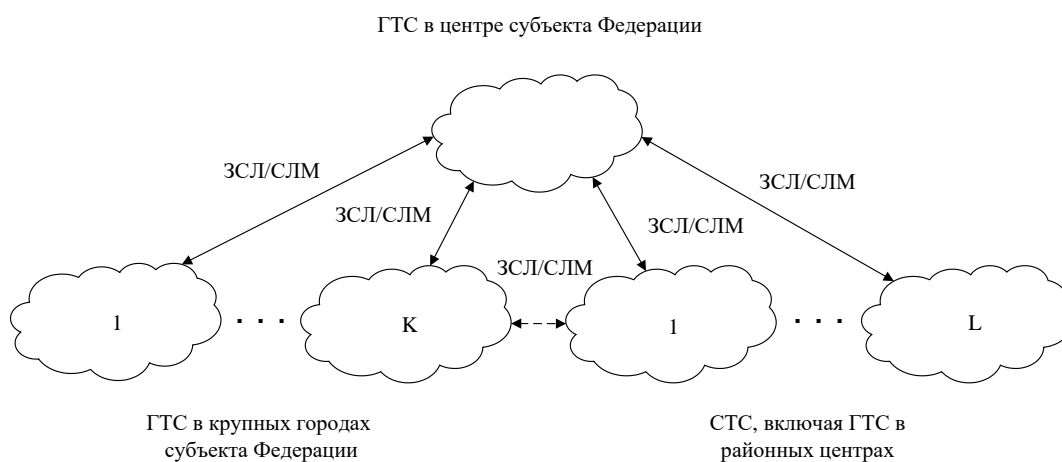 ГТС в центре субъекта Федерации
ЗСЛ/СЛМ
ЗСЛ/СЛМ
ЗСЛ/СЛМ
ЗСЛ/СЛМ
ЗСЛ/СЛМ
1
. . .
К
1
. . .
L
ГТС в крупных городах
субъекта Федерации
СТС, включая ГТС в
районных центрах